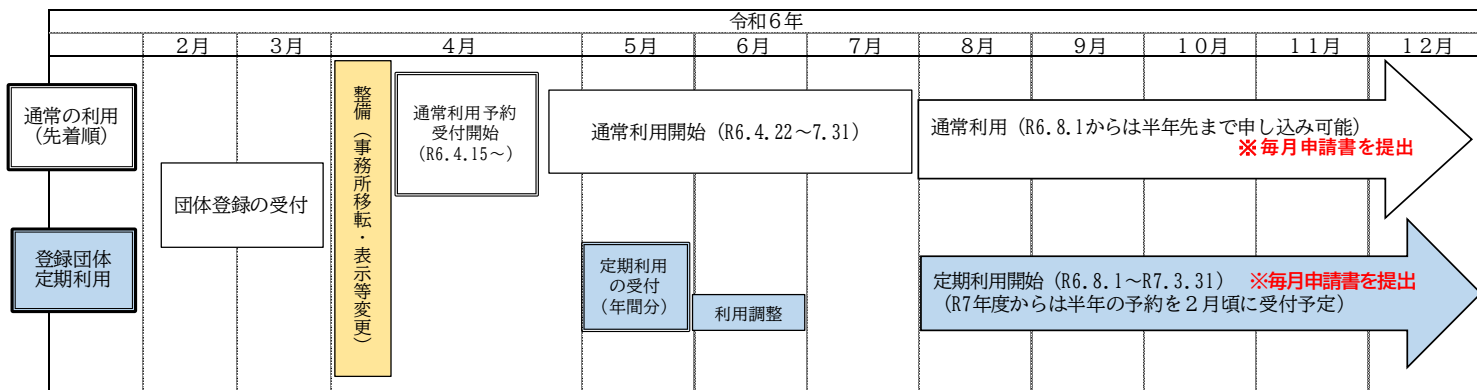 令和６年
２月
３月
４月
５月
６月
７月
８月
９月
１０月
１１月
１２月
通常の利用
（先着順）
整備（事務所移転・表示等変更）
通常利用予約
受付開始
（R6.4.15～）
通常利用開始（R6.4.22～7.31）
通常利用（R6.8.1からは半年先まで申し込み可能）
※毎月申請書を提出
団体登録の受付
登録団体
定期利用
定期利用
の受付
（年間分）
利用調整
定期利用開始（R6.8.1～R7.3.31） ※毎月申請書を提出
（R7年度からは半年の予約を２月頃に受付予定）